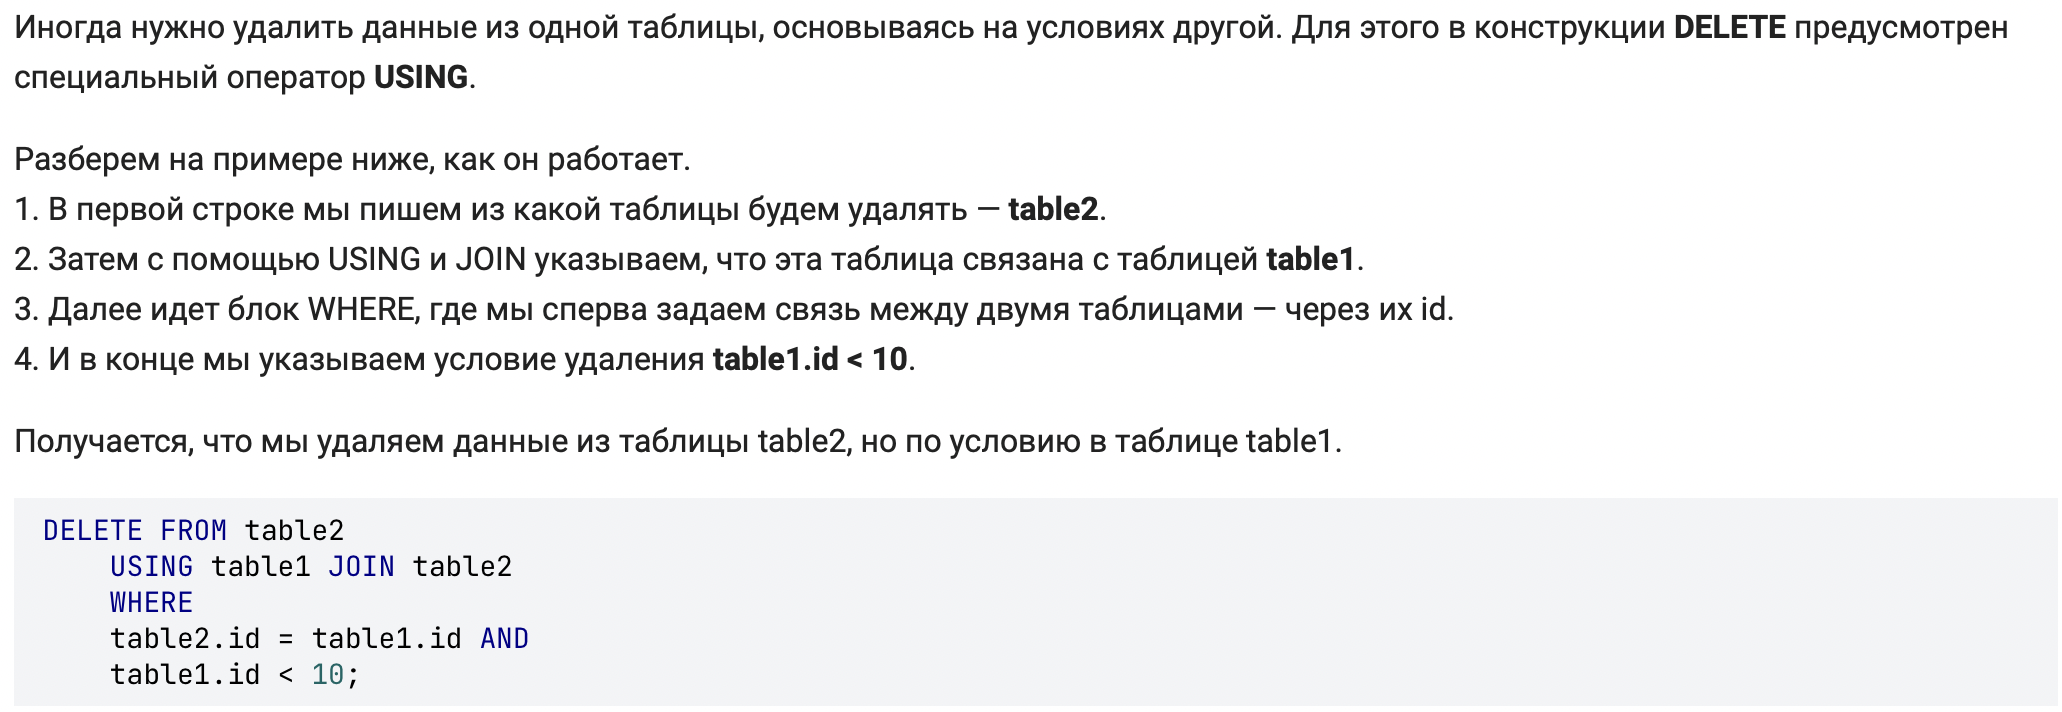 Иногда нужно удалить данные из одной таблицы, основываясь на условиях другой. Для этого в конструкции DELETE предусмотрен
специальный оператор USING.
Разберем на примере ниже, как он работает.
1. В первой строке мы пишем из какой таблицы будем удалять — table2.
2. Затем с помощью USING и JOIN указываем, что эта таблица связана с таблицей table1.
3. Далее идет блок WHERE, где мы сперва задаем связь между двумя таблицами — через их id.
4. И в конце мы указываем условие удаления table1.id < 10.
Получается, что мы удаляем данные из таблицы table2, но по условию в таблице table1.
DELETE FROM table2
USING table1 JOIN table2
WHERE
table2.id = table1.id AND
table1.id < 10;